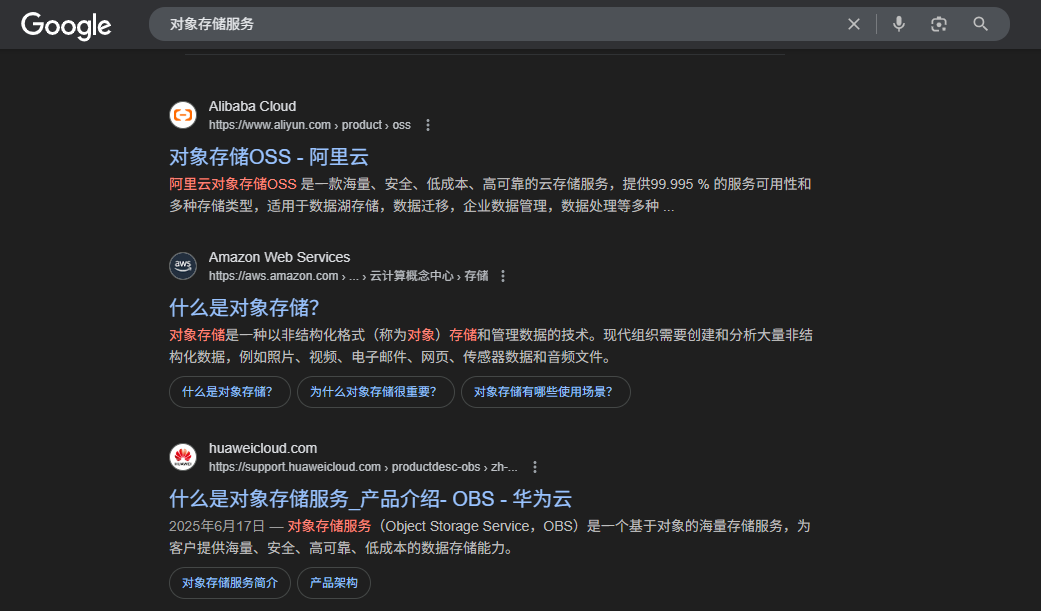 Google
对象存储服务
Alibaba Cloud
https://www.aliyun.com › product › oss
对象存储OSS - 阿里云
阿里云对象存储OSS 是一款海量、安全、低成本、高可靠的云存储服务，提供99.995 % 的服务可用性和
多种存储类型，适用于数据湖存储，数据迁移，企业数据管理，数据处理等多种 ...
aws
Amazon Web Services
https://aws.amazon.com › ... › 云计算概念中心 › 存储
什么是对象存储？
对象存储是一种以非结构化格式（称为对象）存储和管理数据的技术。现代组织需要创建和分析大量非结
构化数据，例如照片、视频、电子邮件、网页、传感器数据和音频文件。
什么是对象存储？
为什么对象存储很重要？
对象存储有哪些使用场景？
HUAWEI
huaweicloud.com
https://support.huaweicloud.com › productdesc-obs › zh-...
什么是对象存储服务_产品介绍- OBS - 华为云
2025年6月17日 — 对象存储服务（Object Storage Service，OBS）是一个基于对象的海量存储服务，为
客户提供海量、安全、高可靠、低成本的数据存储能力。
对象存储服务简介
产品架构